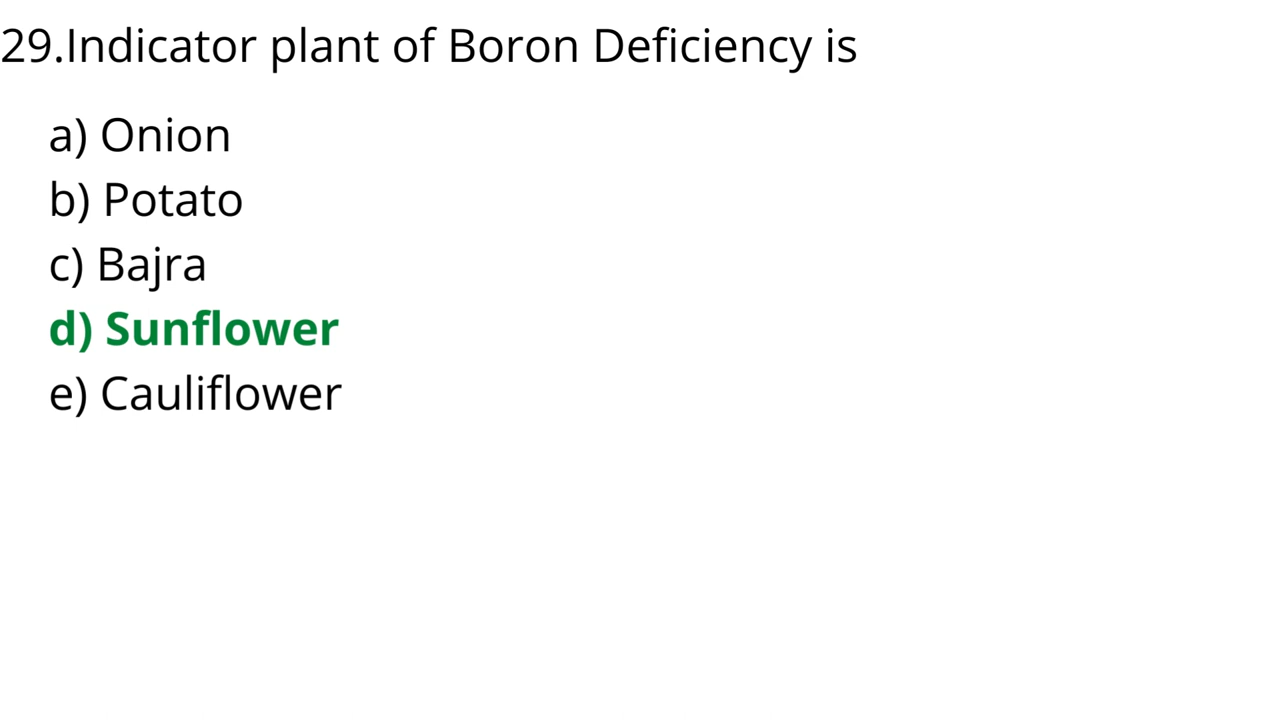 29.Indicator plant of Boron Deficiency is
a) Onion
b) Potato
c) Bajra
d) Sunflower
e) Cauliflower